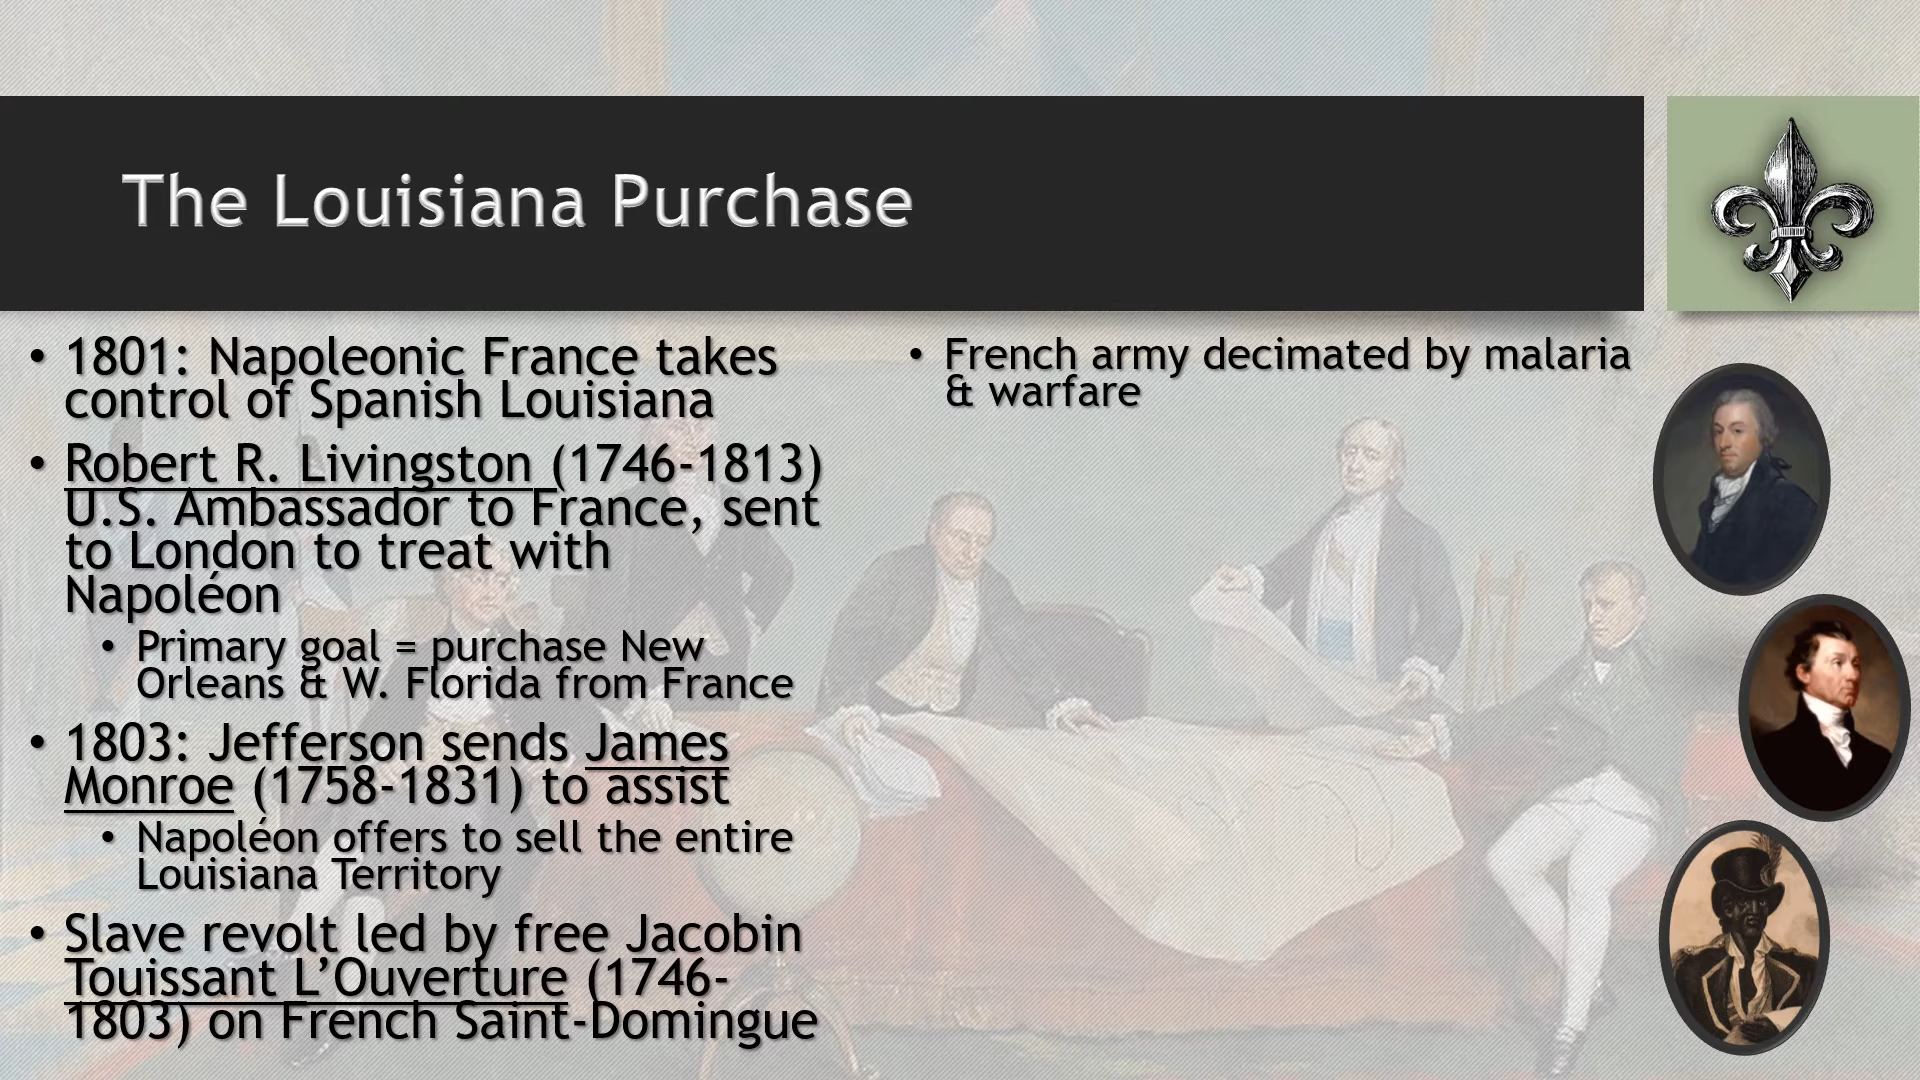 The Louisiana Purchase
• 1801: Napoleonic France takes
control of Spanish Louisiana
• Robert R. Livingston (1746-1813)
U.S. Ambassador to France, sent
to London to treat with
Napoléon
• Primary goal = purchase New
Orleans & W. Florida from France
• 1803: Jefferson sends James
Monroe (1758-1831) to assist
• Napoléon offers to sell the entire
Louisiana Territory
• Slave revolt led by free Jacobin
Touissant L’Ouverture (1746-
1803) on French Saint-Domingue
• French army decimated by malaria
& warfare